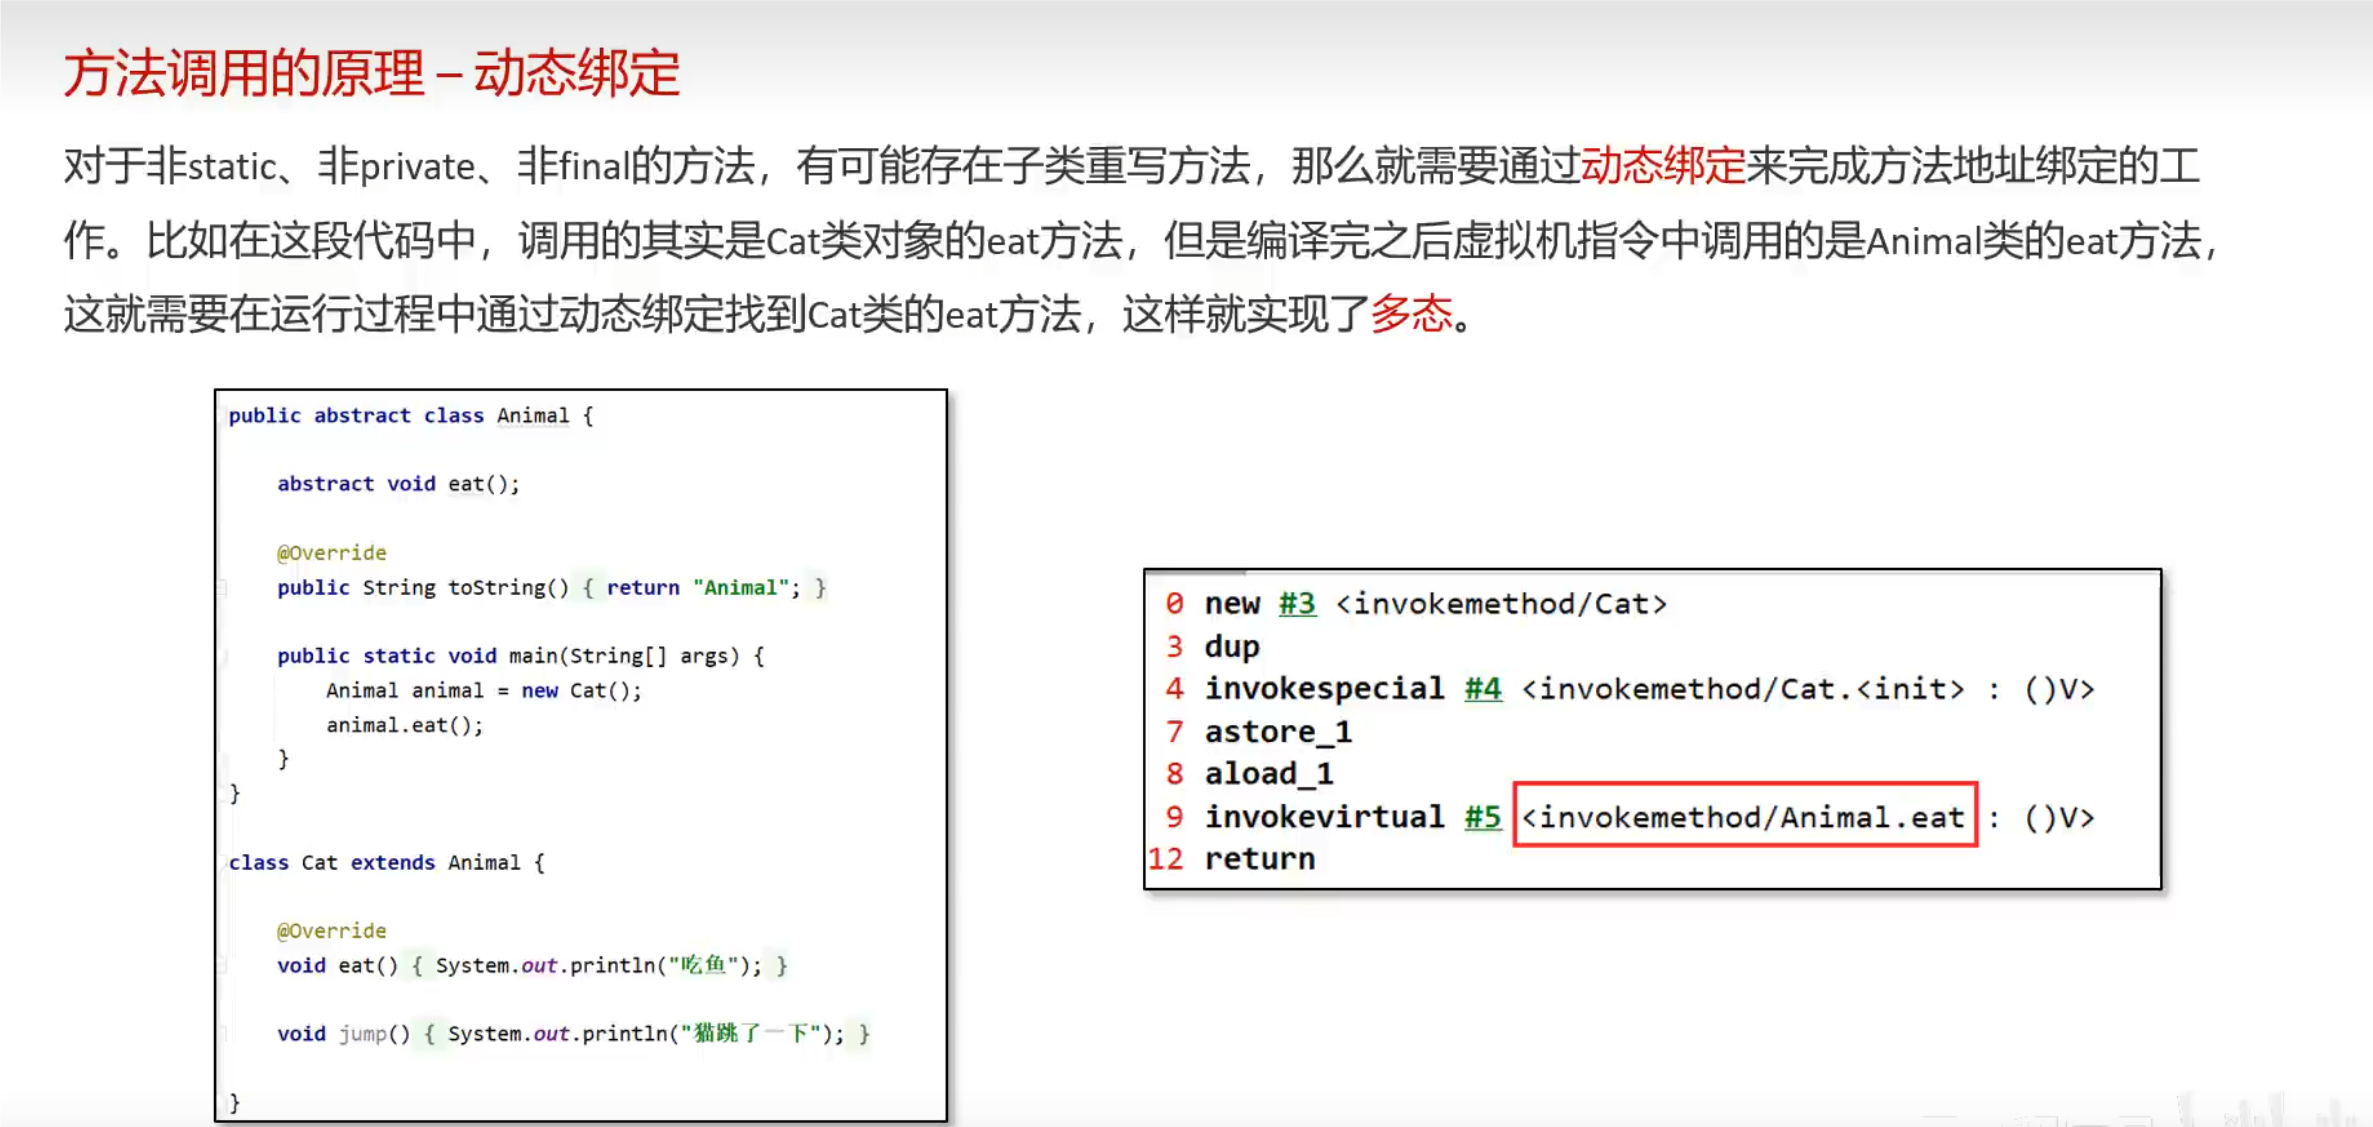 方法调用的原理 – 动态绑定
对于非static、非private、非final的方法，有可能存在子类重写方法，那么就需要通过动态绑定来完成方法地址绑定的工
作。比如在这段代码中，调用的其实是Cat类对象的eat方法，但是编译完之后虚拟机指令中调用的是Animal类的eat方法，
这就需要在运行过程中通过动态绑定找到Cat类的eat方法，这样就实现了多态。
public abstract class Animal {
abstract void eat();
@Override
public String toString() { return "Animal"; }
public static void main(String[] args) {
Animal animal = new Cat();
animal.eat();
}
}
class Cat extends Animal {
@Override
void eat() { System.out.println("吃鱼"); }
void jump() { System.out.println("猫跳了一下"); }
}
0 new #3 <invokemethod/Cat>
3 dup
4 invokespecial #4 <invokemethod/Cat.<init> : ()V>
7 astore_1
8 aload_1
9 invokevirtual #5 <invokemethod/Animal.eat : ()V>
12 return